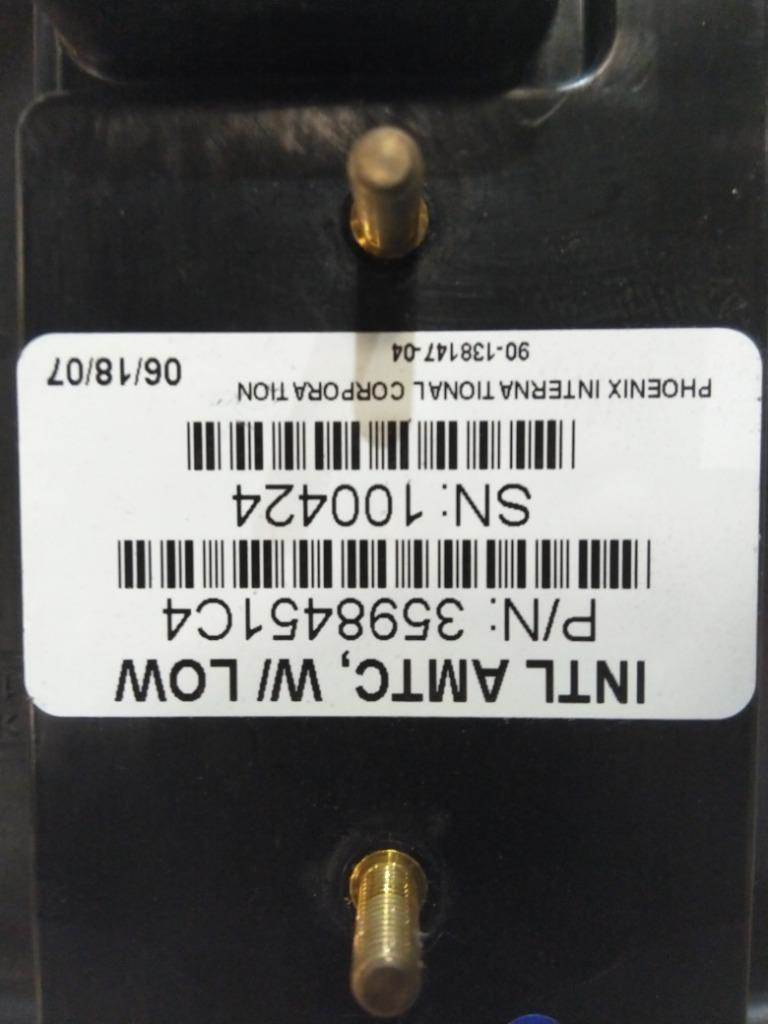 INTL AMTC, W/ LOW
P/N: 3598451C4
SN: 100424
PHOENIX INTERNATIONAL CORPORATION
90-138147-04
06/18/07